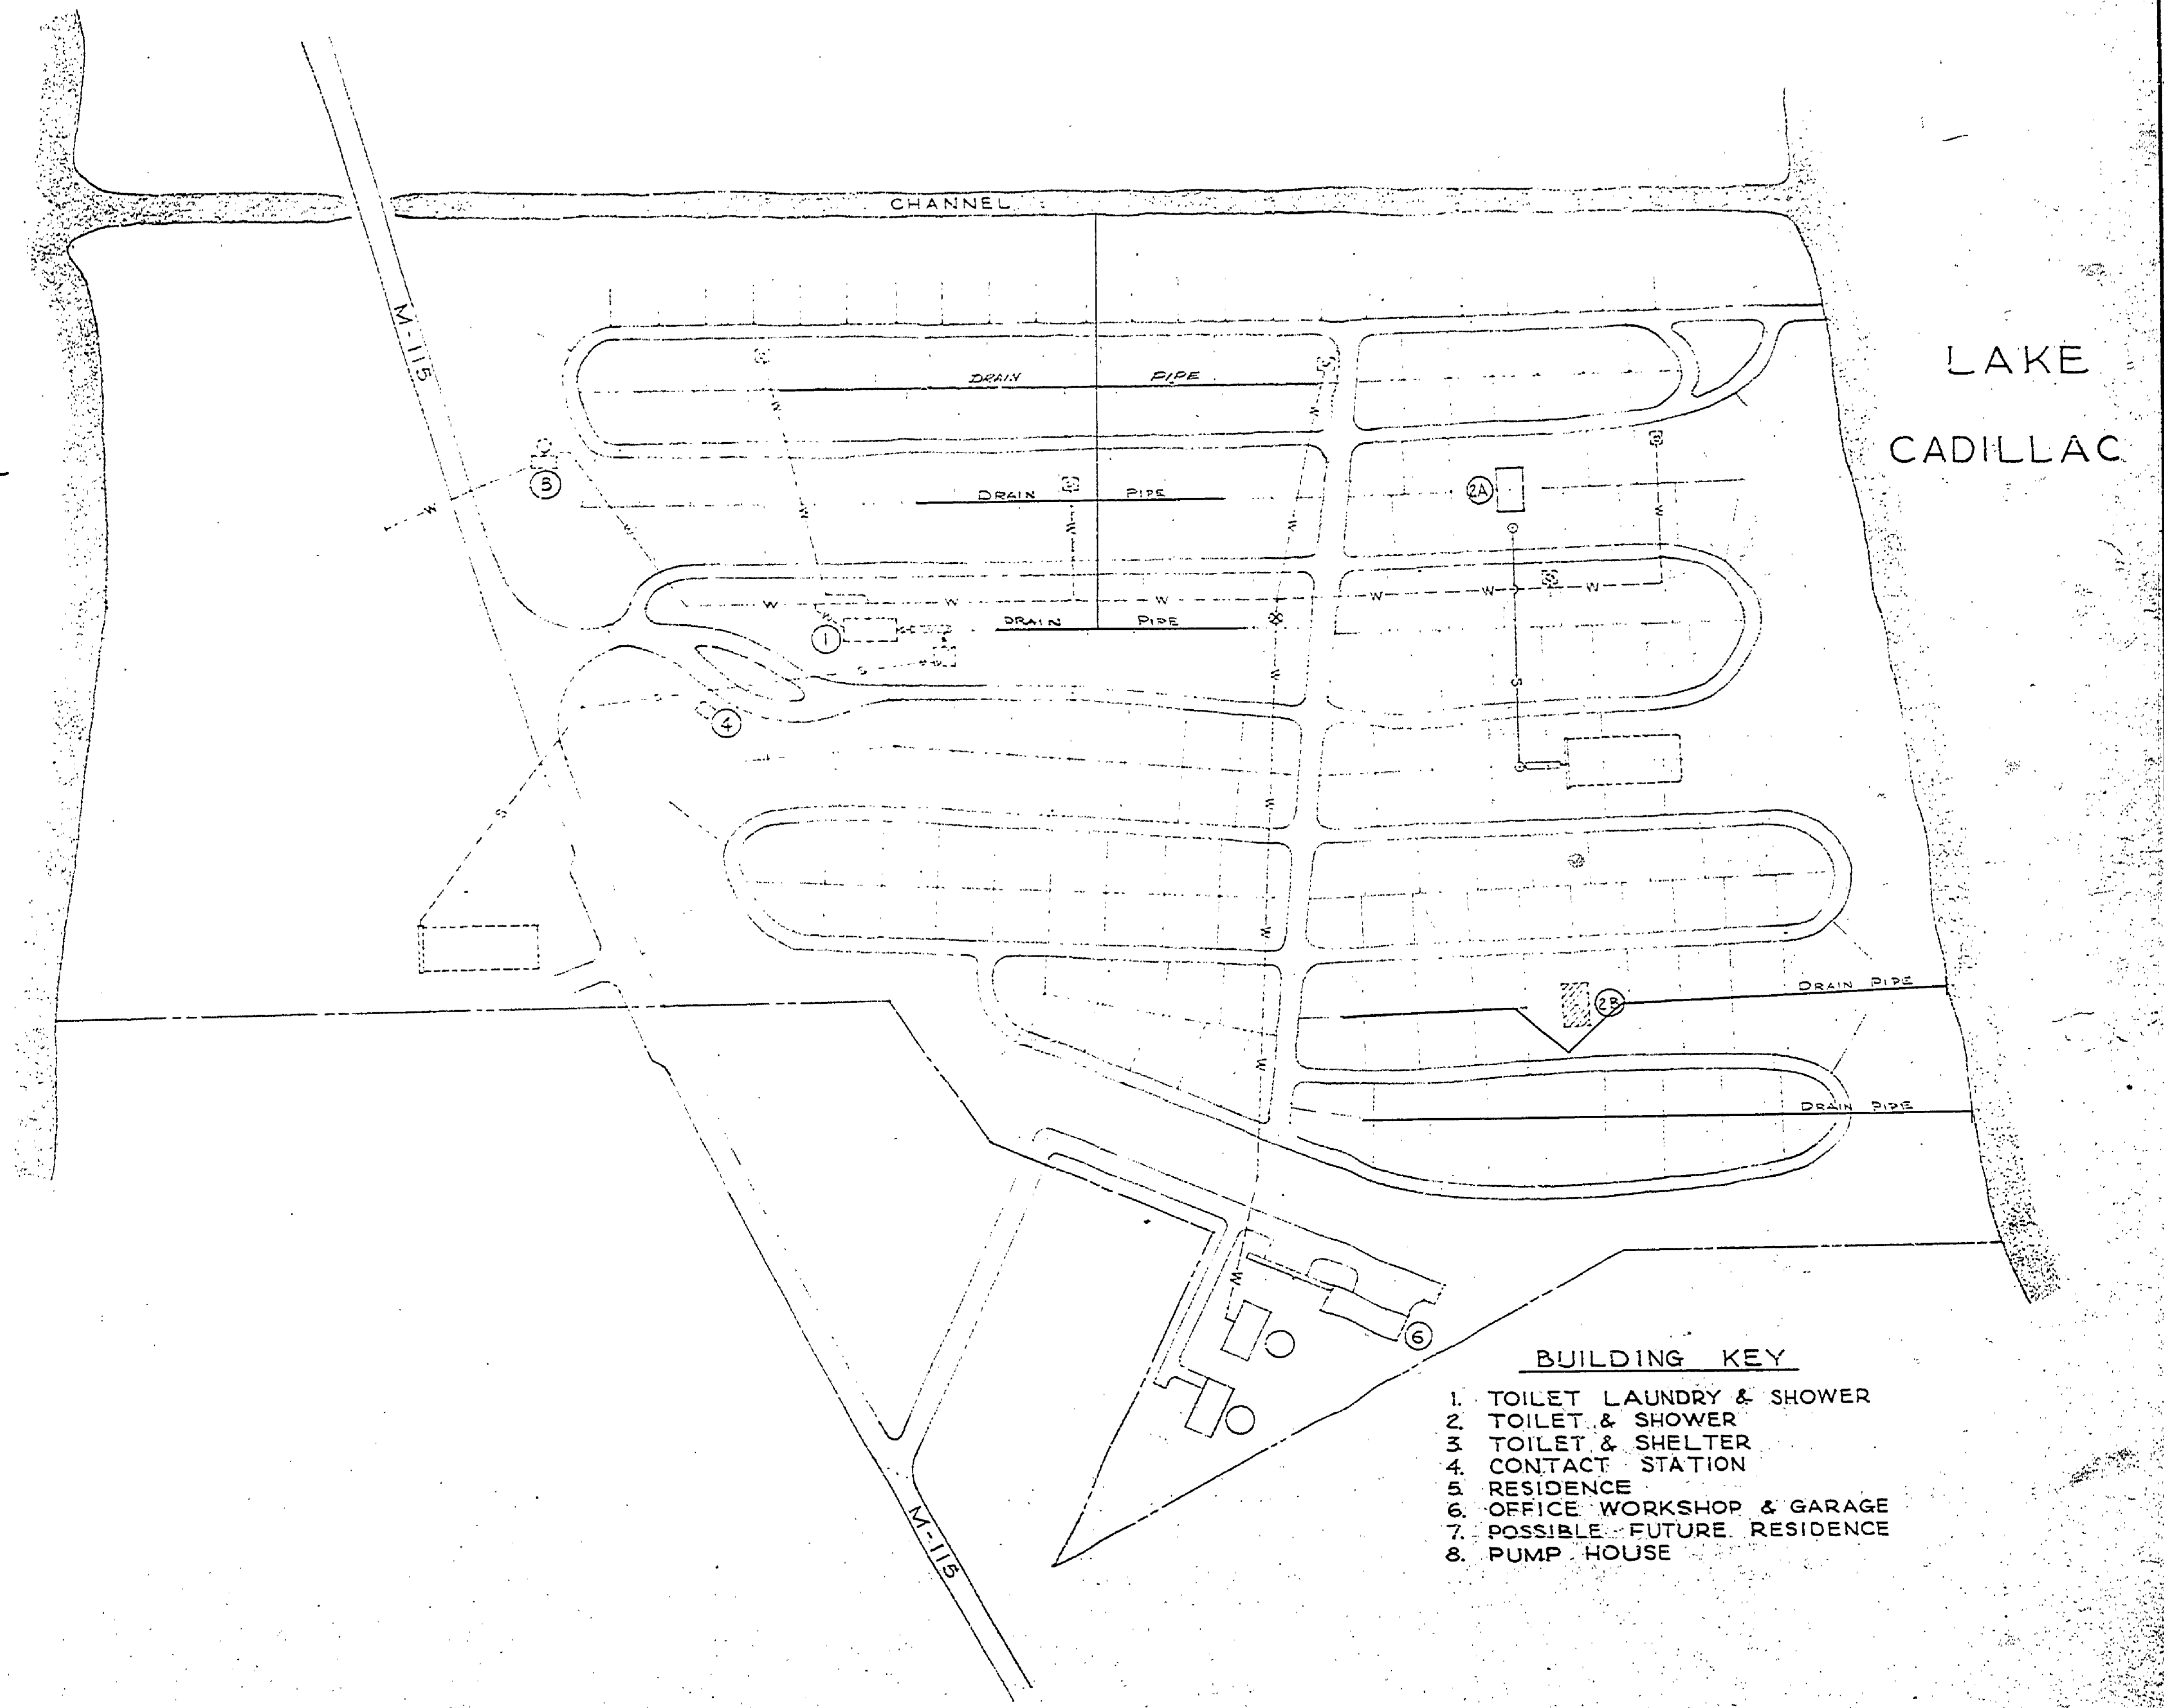 CHANNEL
M-115
LAKE
CADILLAC
DRAIN PIPE
W
W
W
8
S
W
DRAIN PIPE
W
W
2A
W
W
W
W
W
W
W
1
DRAIN PIPE
W
S
S
S
4
W
S
W
DRAIN PIPE
2B
W
DRAIN PIPE
W
6
BUILDING KEY
1. TOILET LAUNDRY & SHOWER
2. TOILET & SHOWER
3. TOILET & SHELTER
4. CONTACT STATION
5. RESIDENCE
6. OFFICE WORKSHOP & GARAGE
7. POSSIBLE FUTURE RESIDENCE
8. PUMP HOUSE
M-115